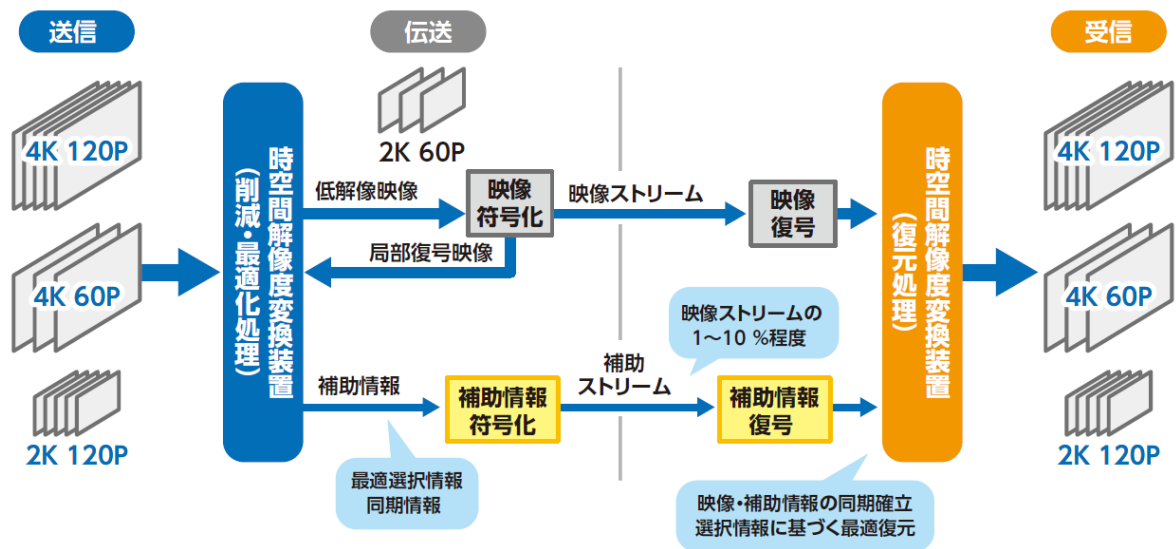 送信
伝送
受信
4K 120P
4K 60P
2K 120P
時空間解像度変換装置
(削減・最適化処理)
2K 60P
低解像映像
映像
符号化
映像ストリーム
映像
復号
局部復号映像
映像ストリームの
1〜10 %程度
補助情報
補助情報
符号化
補助
ストリーム
補助情報
復号
最適選択情報
同期情報
映像・補助情報の同期確立
選択情報に基づく最適復元
時空間解像度変換装置
(復元処理)
4K 120P
4K 60P
2K 120P